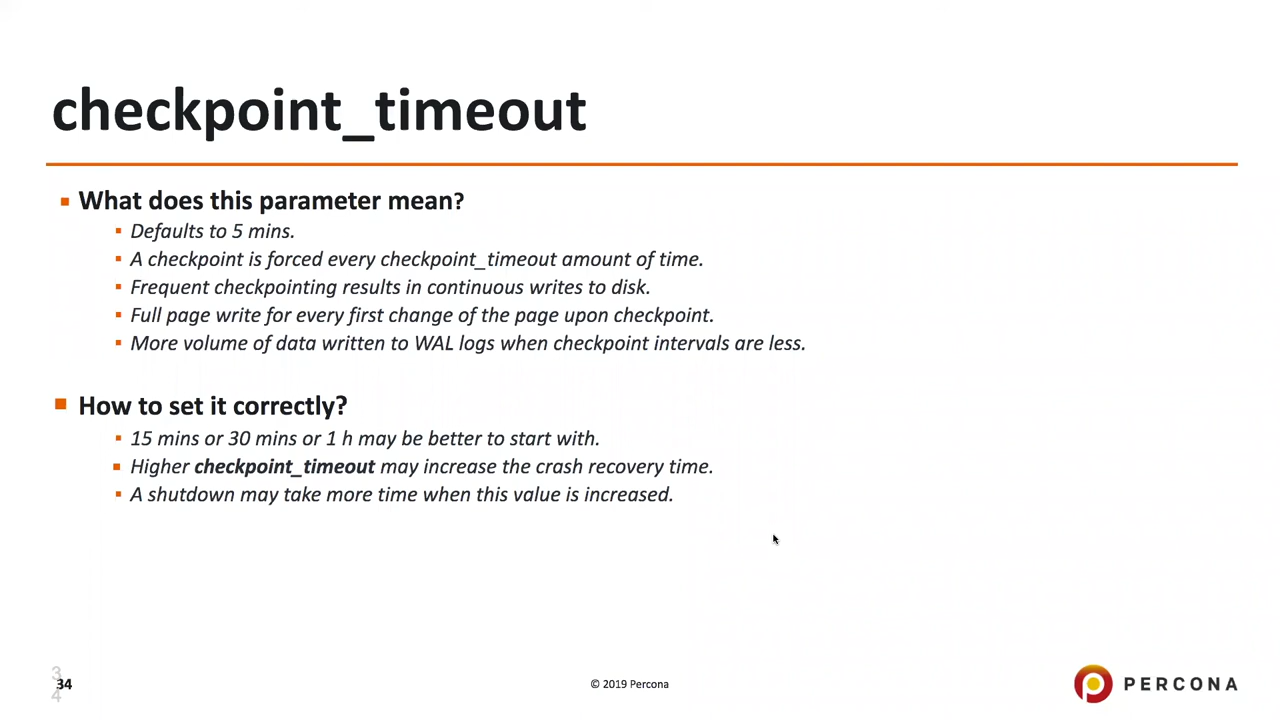 checkpoint_timeout
What does this parameter mean?
Defaults to 5 mins.
A checkpoint is forced every checkpoint_timeout amount of time.
Frequent checkpointing results in continuous writes to disk.
Full page write for every first change of the page upon checkpoint.
More volume of data written to WAL logs when checkpoint intervals are less.
How to set it correctly?
15 mins or 30 mins or 1 h may be better to start with.
Higher checkpoint_timeout may increase the crash recovery time.
A shutdown may take more time when this value is increased.
3
34
4
© 2019 Percona
PERCONA